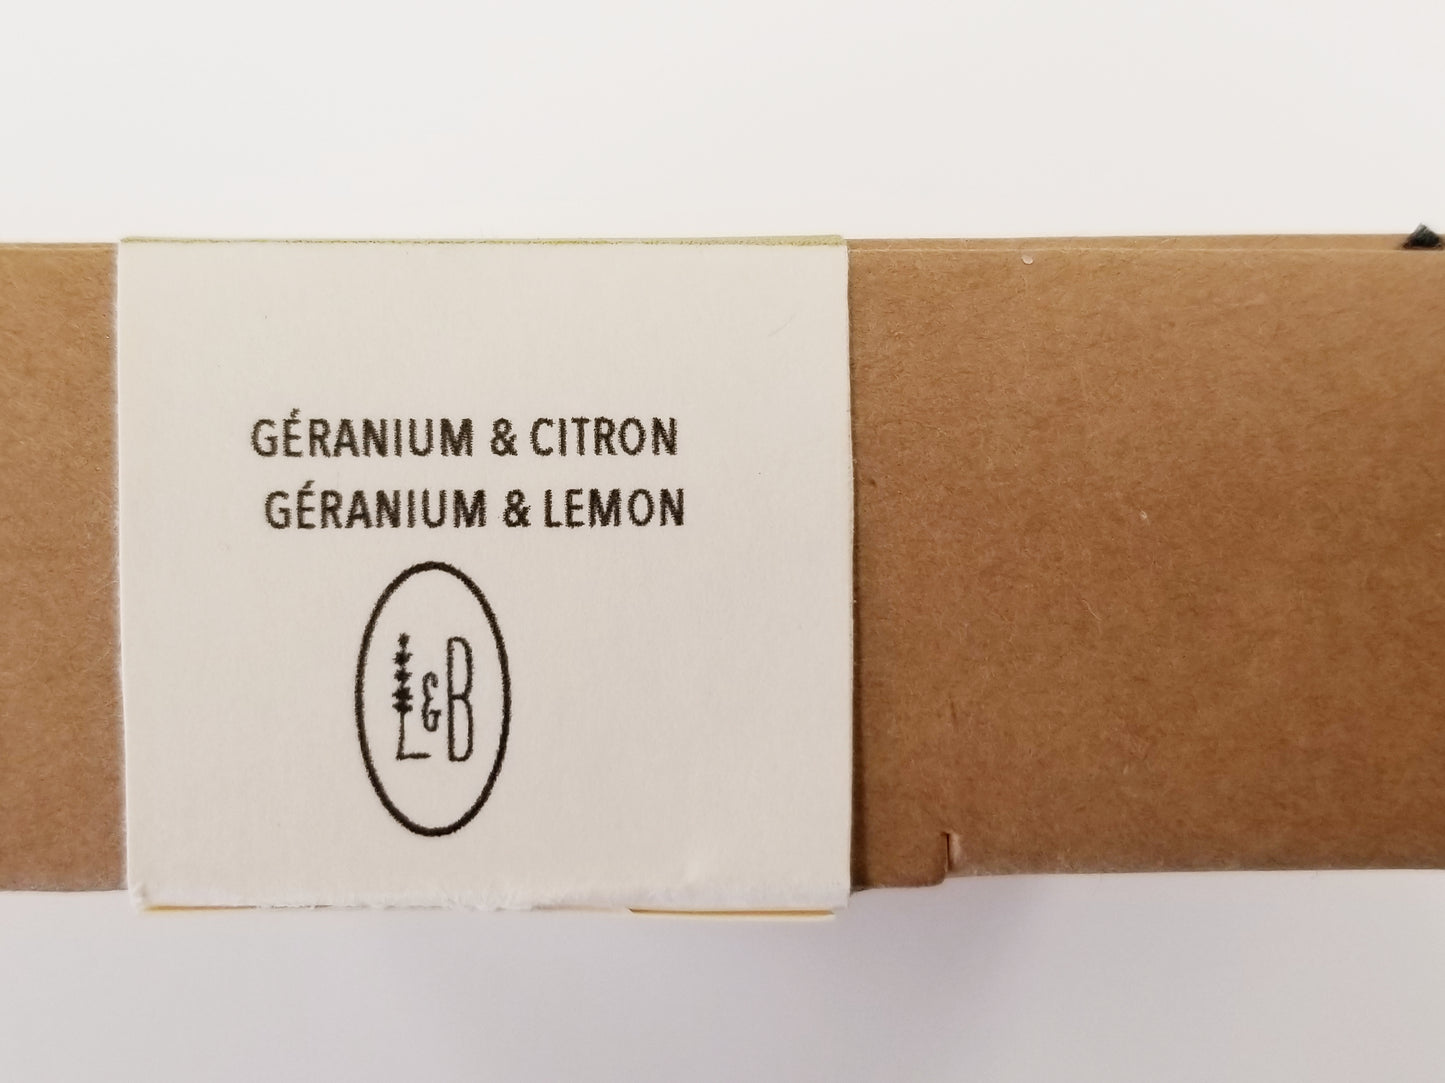 GÉRANIUM & CITRON
GÉRANIUM & LEMON
L & B